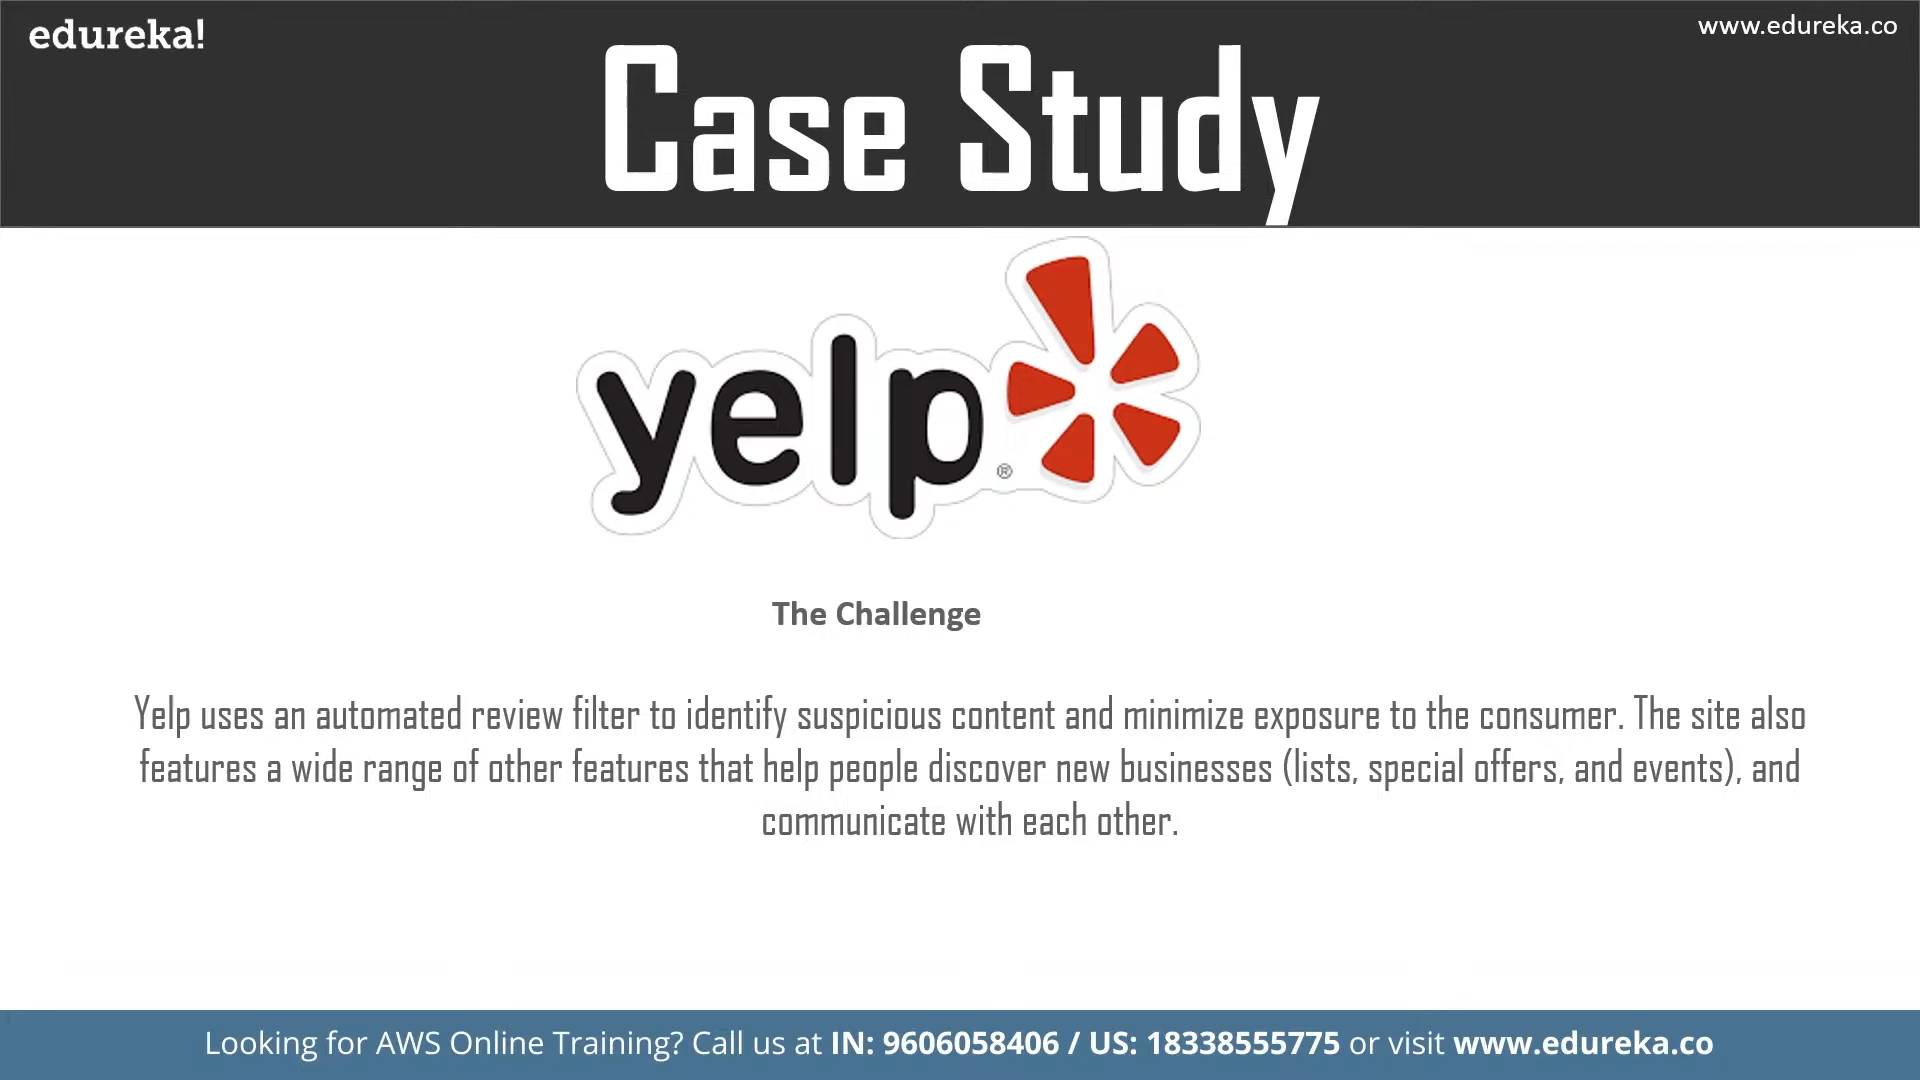 edureka!
www.edureka.co
Case Study
yelp®
The Challenge
Yelp uses an automated review filter to identify suspicious content and minimize exposure to the consumer. The site also
features a wide range of other features that help people discover new businesses (lists, special offers, and events), and
communicate with each other.
Looking for AWS Online Training? Call us at IN: 9606058406 / US: 18338555775 or visit www.edureka.co